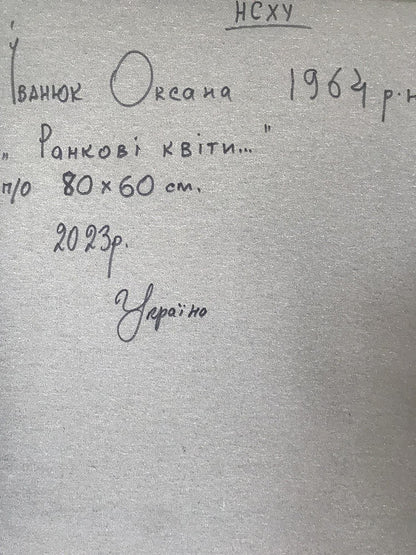 НСХУ
Іванюк Оксана 1964 р.н
„Ранкові квіти..."
п/о 80×60 см.
2023р.
Україна